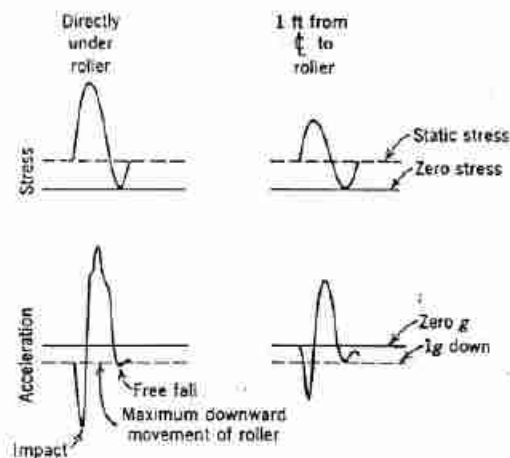 Directly
under
roller
1 ft from
℄ to
roller
Stress
Static stress
Zero stress
Acceleration
Zero g
1g down
Free fall
Maximum downward
movement of roller
Impact